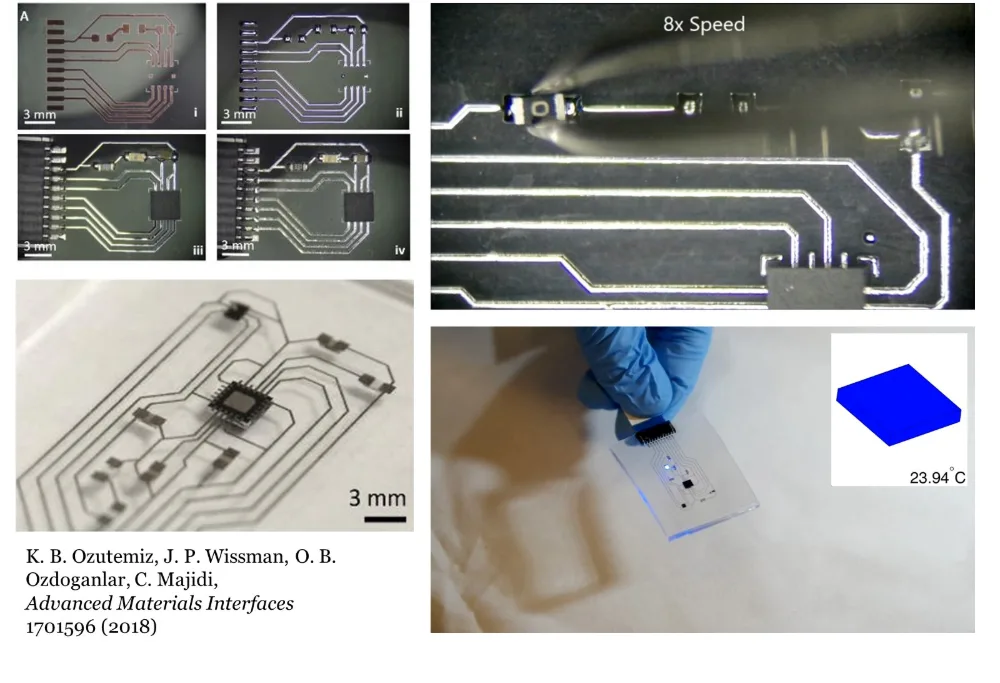 A
3 mm
i
3 mm
ii
3 mm
iii
3 mm
iv
8x Speed
3 mm
23.94°C
K. B. Ozutemiz, J. P. Wissman, O. B.
Ozdoganlar, C. Majidi,
Advanced Materials Interfaces
1701596 (2018)